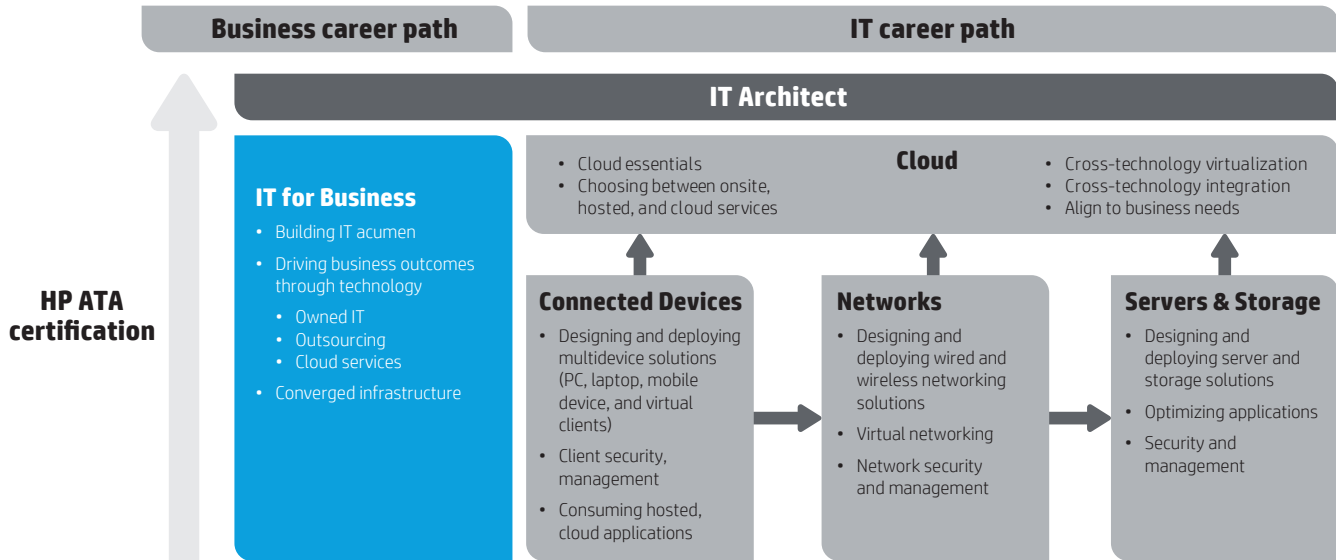 Business career path
IT career path
IT Architect
HP ATA
certification
IT for Business
• Building IT acumen
• Driving business outcomes
through technology
• Owned IT
• Outsourcing
• Cloud services
• Converged infrastructure
Cloud
• Cloud essentials
• Choosing between onsite,
hosted, and cloud services
• Cross-technology virtualization
• Cross-technology integration
• Align to business needs
Connected Devices
• Designing and deploying
multidevice solutions
(PC, laptop, mobile
device, and virtual
clients)
• Client security,
management
• Consuming hosted,
cloud applications
Networks
• Designing and
deploying wired and
wireless networking
solutions
• Virtual networking
• Network security
and management
Servers & Storage
• Designing and
deploying server and
storage solutions
• Optimizing applications
• Security and
management